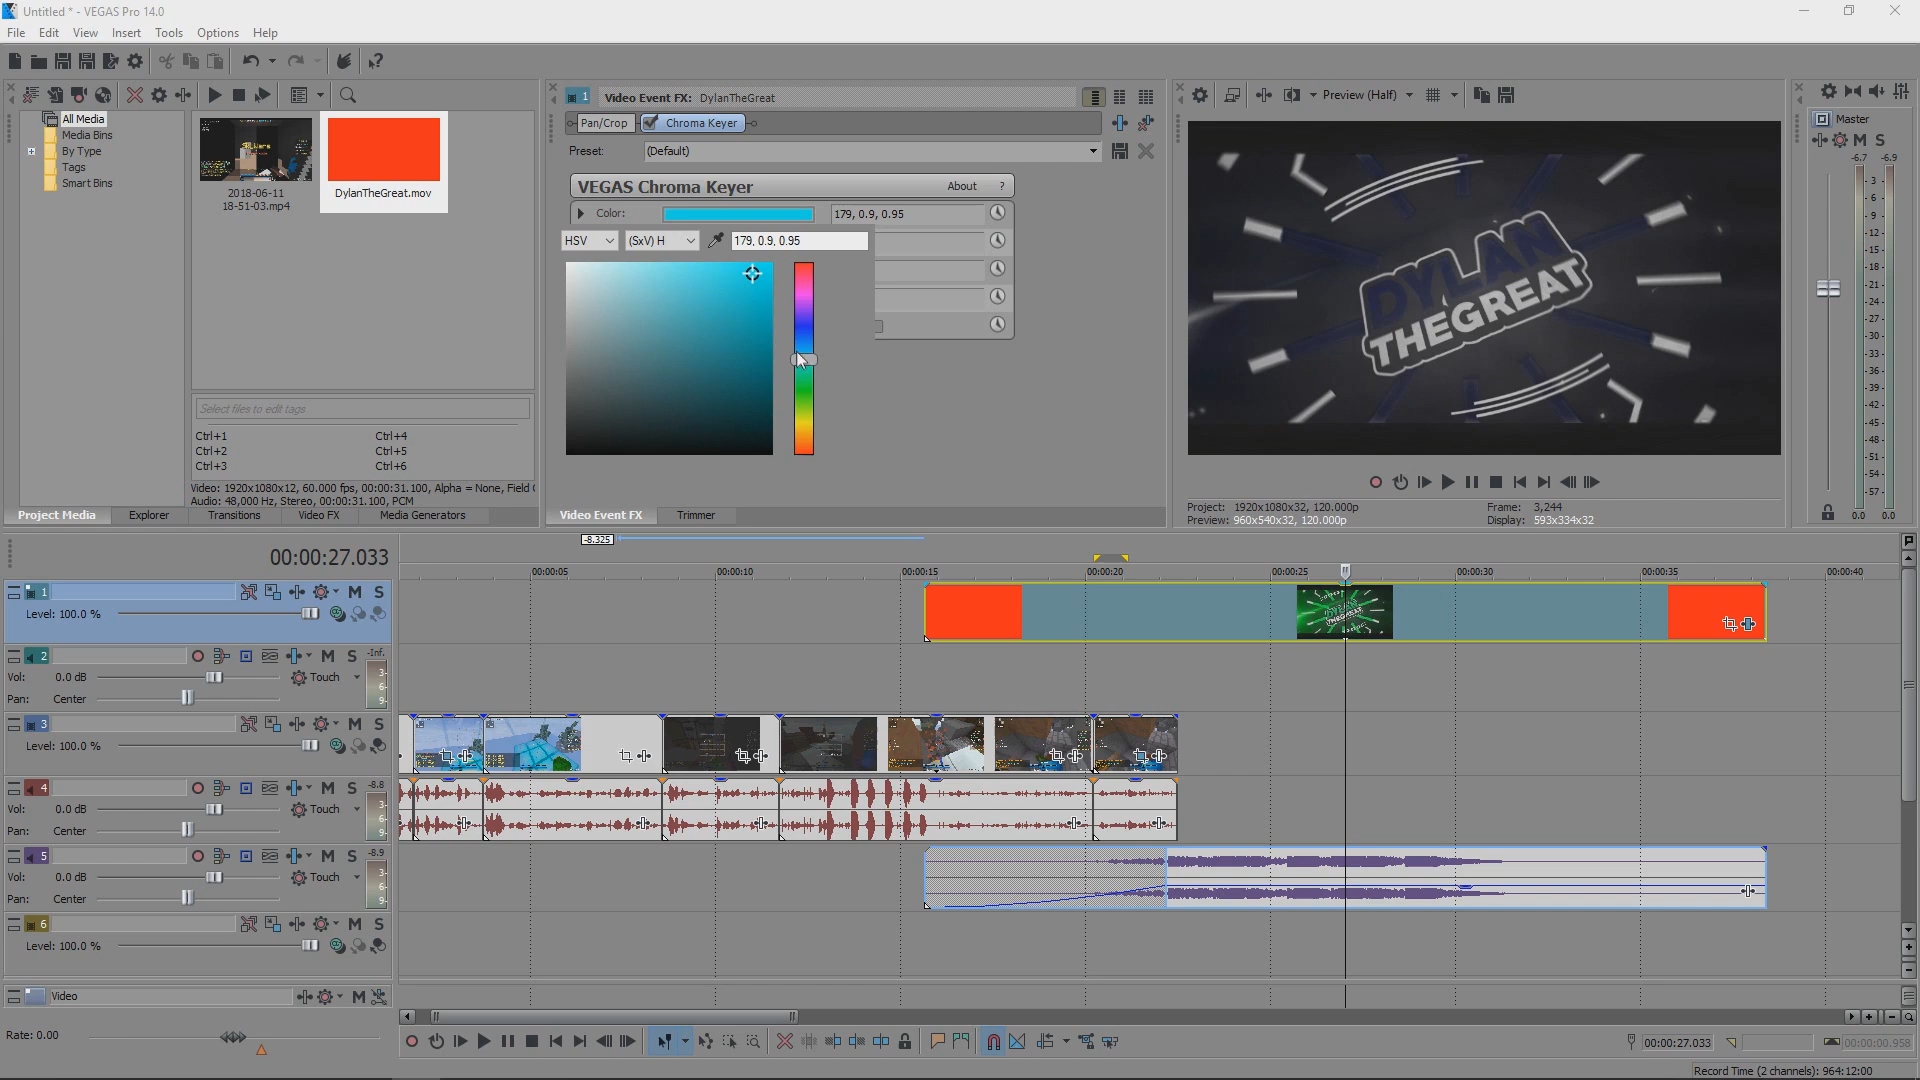 Untitled * - VEGAS Pro 14.0
File Edit View Insert Tools Options Help
All Media
Media Bins
By Type
Tags
Smart Bins
2018-06-11
18-51-03.mp4
DylanTheGreat.mov
Select files to edit tags
Ctrl+1 Ctrl+4
Ctrl+2 Ctrl+5
Ctrl+3 Ctrl+6
Video: 1920x1080x12, 60.000 fps, 00:00:31.100, Alpha = None, Field
Audio: 48,000 Hz, Stereo, 00:00:31.100, PCM
Project Media Explorer Transitions Video FX Media Generators
1 Video Event FX: DylanTheGreat
Pan/Crop Chroma Keyer
Preset: (Default)
VEGAS Chroma Keyer About ?
Color: 179, 0.9, 0.95
HSV (SxV) H 179, 0.9, 0.95
Video Event FX Trimmer
Preview (Half)
DYLAN
THEGREAT
Project: 1920x1080x32, 120.000p Frame: 3,244
Preview: 960x540x32, 120.000p Display: 593x334x32
Master
M S
-6.7 -6.9
- 3 -
- 6 -
- 9 -
-12-
-15-
-18-
-21-
-24-
-27-
-30-
-33-
-36-
-39-
-42-
-45-
-48-
-51-
-54-
-57-
0.0 0.0
-8.325
00:00:27.033
00:00:05 00:00:10 00:00:15 00:00:20 00:00:25 00:00:30 00:00:35 00:00:40
1 M S
Level: 100.0 %
2 M S -Inf.
Vol: 0.0 dB Touch 3-
6-
Pan: Center 9-
3 M S
Level: 100.0 %
4 M S -8.8
Vol: 0.0 dB Touch 3-
6-
Pan: Center 9-
5 M S -8.9
Vol: 0.0 dB Touch 3-
6-
Pan: Center 9-
6 M S
Level: 100.0 %
Video M
Rate: 0.00
00:00:27.033
00:00:00.958
Record Time (2 channels): 964:12:00